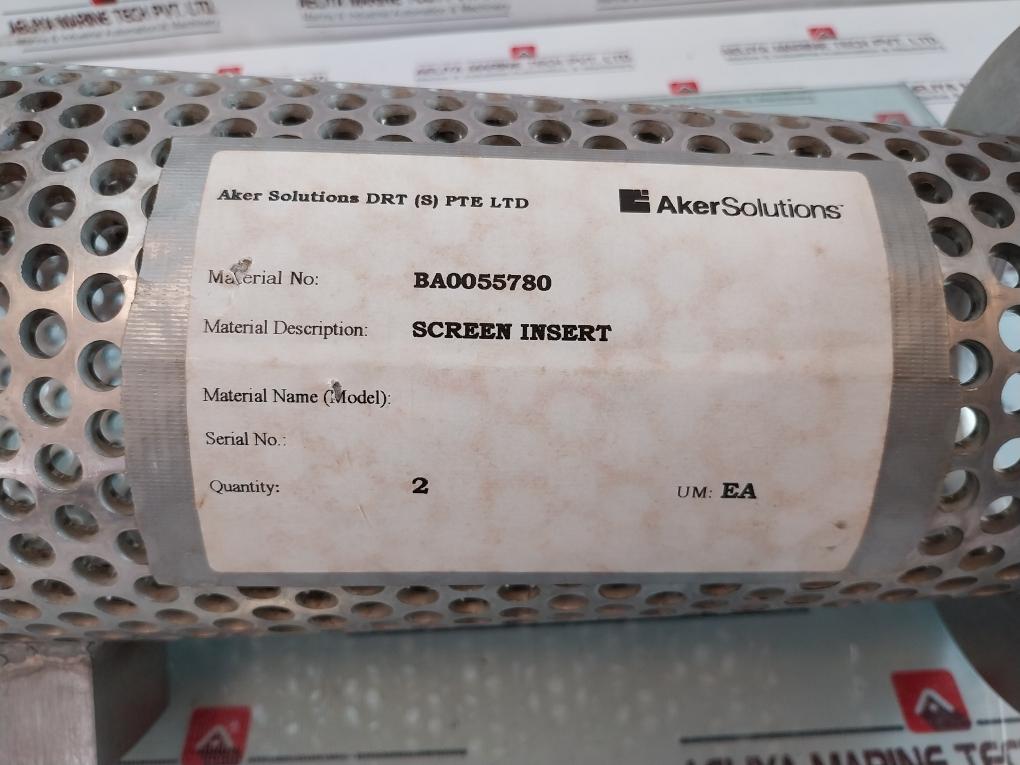 Aker Solutions DRT (S) PTE LTD
AkerSolutions
Material No: BA0055780
Material Description: SCREEN INSERT
Material Name (Model):
Serial No.:
Quantity: 2 UM: EA